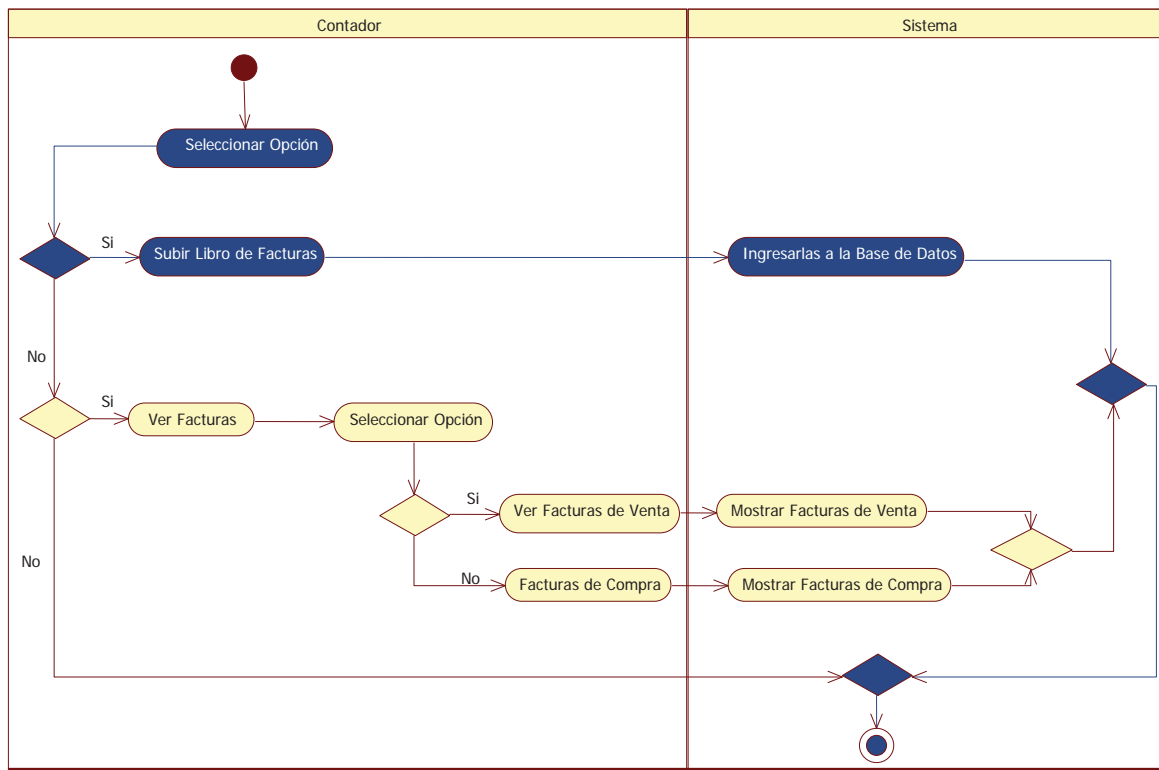 Contador
Sistema
Seleccionar Opción
Si
Subir Libro de Facturas
Ingresarlas a la Base de Datos
No
Si
Ver Facturas
Seleccionar Opción
Si
Ver Facturas de Venta
Mostrar Facturas de Venta
No
No
Facturas de Compra
Mostrar Facturas de Compra